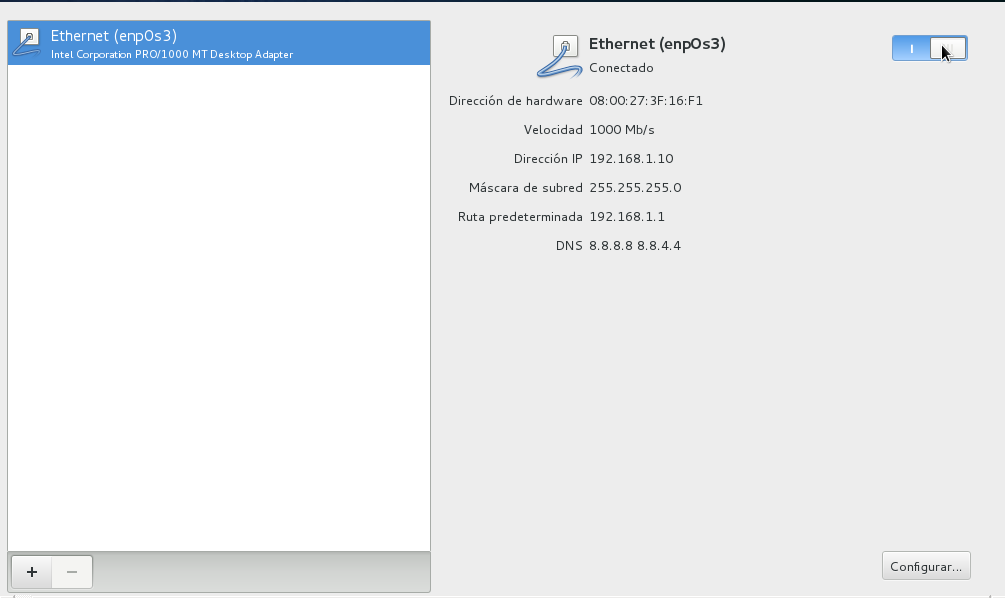 Ethernet (enp0s3)
Intel Corporation PRO/1000 MT Desktop Adapter
Ethernet (enp0s3)
Conectado
Dirección de hardware 08:00:27:3F:16:F1
Velocidad 1000 Mb/s
Dirección IP 192.168.1.10
Máscara de subred 255.255.255.0
Ruta predeterminada 192.168.1.1
DNS 8.8.8.8 8.8.4.4
Configurar...